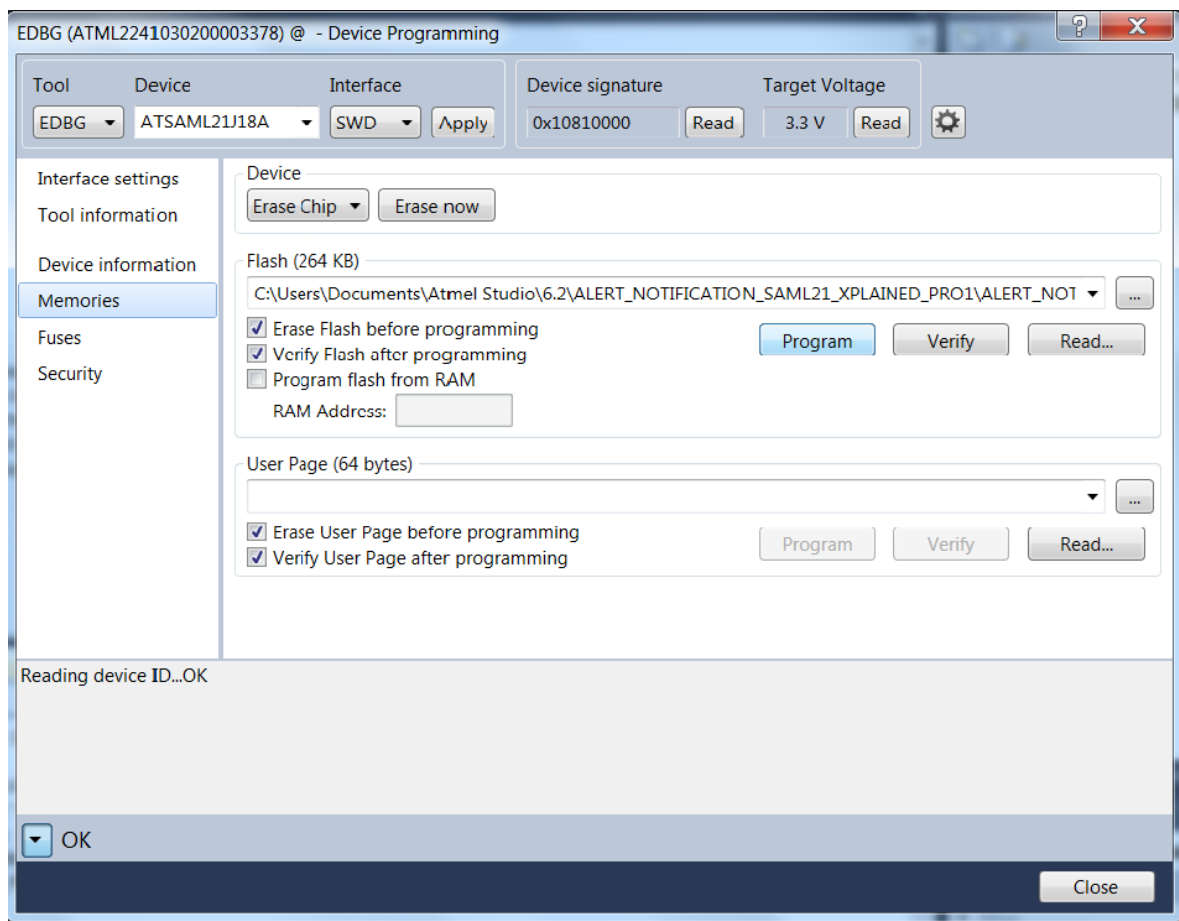 EDBG (ATML2241030200003378) @  - Device Programming
Tool Device Interface Device signature Target Voltage
EDBG ATSAML21J18A SWD Apply 0x10810000 Read 3.3 V Read
Interface settings
Tool information
Device information
Memories
Fuses
Security
Device
Erase Chip Erase now
Flash (264 KB)
C:\Users\Documents\Atmel Studio\6.2\ALERT_NOTIFICATION_SAML21_XPLAINED_PRO1\ALERT_NOT ...
Erase Flash before programming
Verify Flash after programming
Program flash from RAM
Program Verify Read...
RAM Address:
User Page (64 bytes)
...
Erase User Page before programming
Verify User Page after programming
Program Verify Read...
Reading device ID...OK
OK
Close